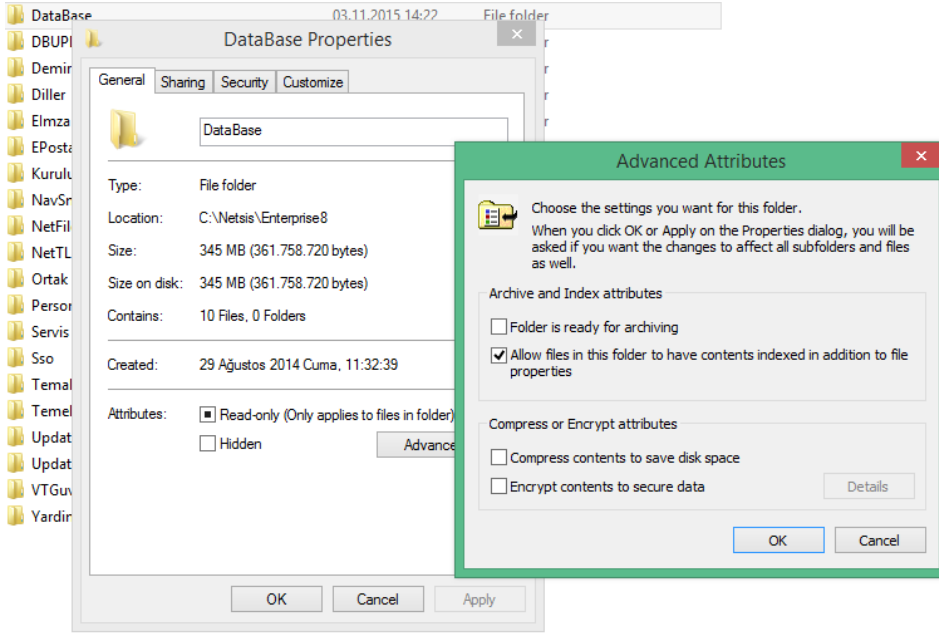 DataBase 03.11.2015 14:22 File folder
DBUPI
Demir
Diller
Elmza
EPosta
Kurulu
NavSr
NetFil
NetTL
Ortak
Person
Servis
Sso
Temal
Temel
Updat
Updat
VTGuv
Yardin
DataBase Properties
General Sharing Security Customize
DataBase
Type: File folder
Location: C:\Netsis\Enterprise8
Size: 345 MB (361.758.720 bytes)
Size on disk: 345 MB (361.758.720 bytes)
Contains: 10 Files, 0 Folders
Created: 29 Ağustos 2014 Cuma, 11:32:39
Attributes: Read-only (Only applies to files in folder)
Hidden Advance
OK Cancel Apply
Advanced Attributes
Choose the settings you want for this folder.
When you click OK or Apply on the Properties dialog, you will be
asked if you want the changes to affect all subfolders and files
as well.
Archive and Index attributes
Folder is ready for archiving
Allow files in this folder to have contents indexed in addition to file
properties
Compress or Encrypt attributes
Compress contents to save disk space
Encrypt contents to secure data Details
OK Cancel